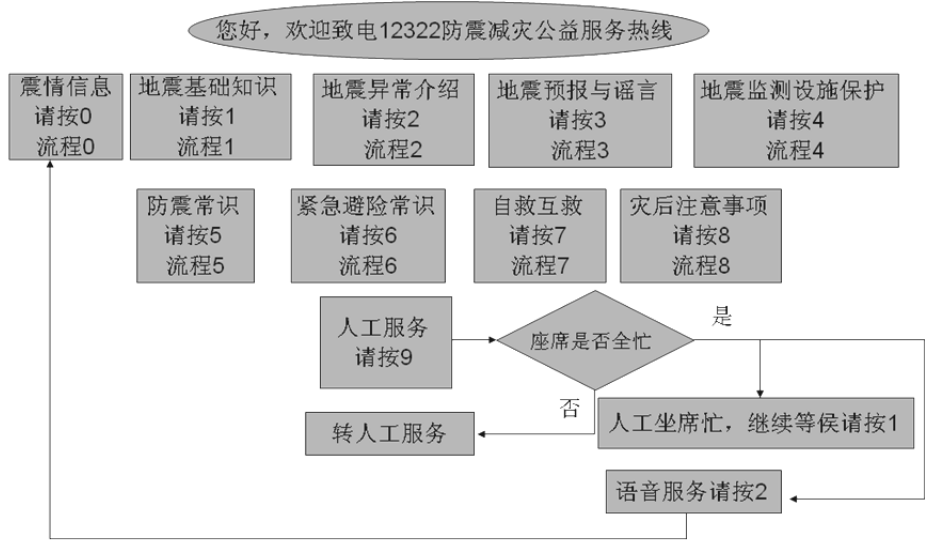 您好，欢迎致电12322防震减灾公益服务热线
震情信息
请按0
流程0
地震基础知识
请按1
流程1
地震异常介绍
请按2
流程2
地震预报与谣言
请按3
流程3
地震监测设施保护
请按4
流程4
防震常识
请按5
流程5
紧急避险常识
请按6
流程6
自救互救
请按7
流程7
灾后注意事项
请按8
流程8
人工服务
请按9
座席是否全忙
是
否
转人工服务
人工坐席忙，继续等侯请按1
语音服务请按2